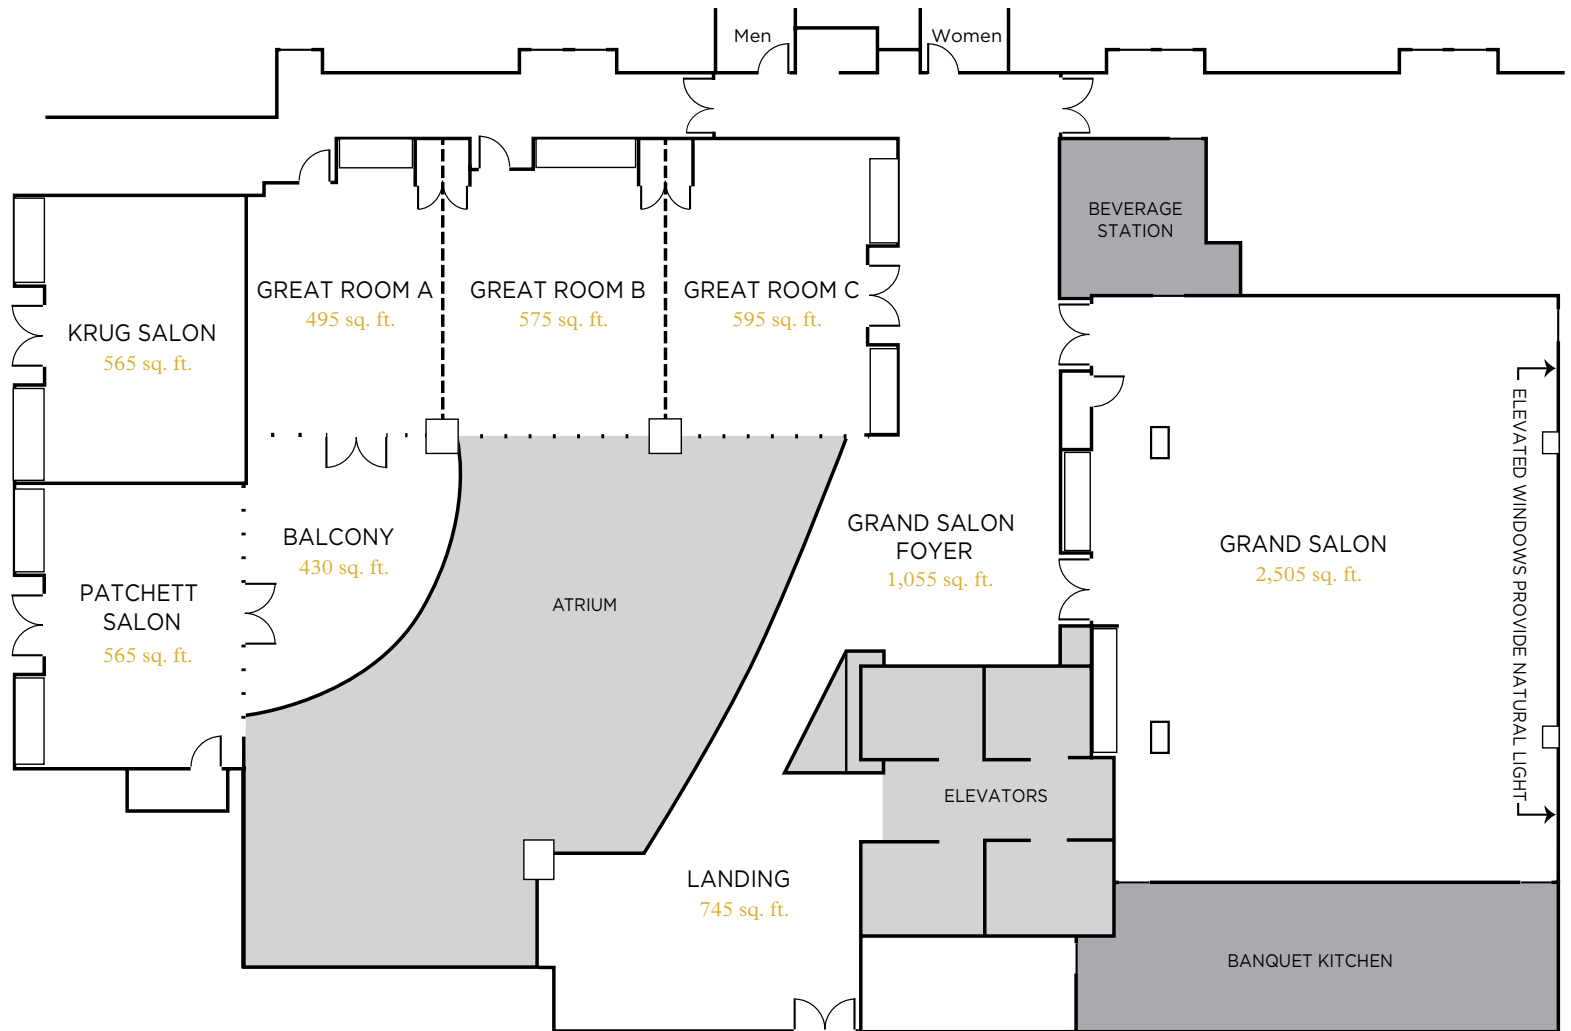 Men
Women
BEVERAGE
STATION
GREAT ROOM A
495 sq. ft.
GREAT ROOM B
575 sq. ft.
GREAT ROOM C
595 sq. ft.
KRUG SALON
565 sq. ft.
ELEVATED WINDOWS PROVIDE NATURAL LIGHT
BALCONY
430 sq. ft.
GRAND SALON
FOYER
1,055 sq. ft.
GRAND SALON
2,505 sq. ft.
PATCHETT
SALON
565 sq. ft.
ATRIUM
ELEVATORS
LANDING
745 sq. ft.
BANQUET KITCHEN